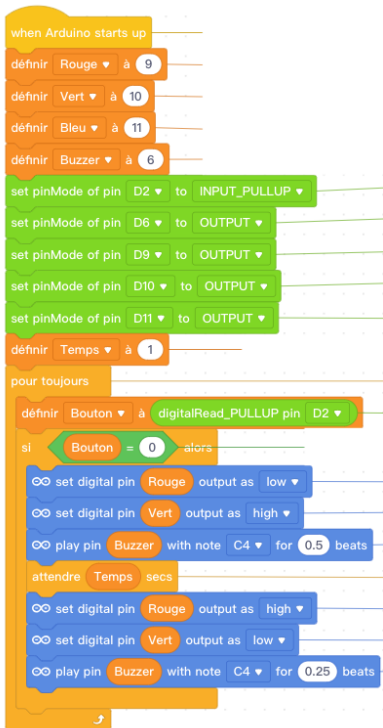 when Arduino starts up
définir Rouge ▾ à 9
définir Vert ▾ à 10
définir Bleu ▾ à 11
définir Buzzer ▾ à 6
set pinMode of pin D2 ▾ to INPUT_PULLUP ▾
set pinMode of pin D6 ▾ to OUTPUT ▾
set pinMode of pin D9 ▾ to OUTPUT ▾
set pinMode of pin D10 ▾ to OUTPUT ▾
set pinMode of pin D11 ▾ to OUTPUT ▾
définir Temps ▾ à 1
pour toujours
définir Bouton ▾ à digitalRead_PULLUP pin D2 ▾
si Bouton = 0 alors
set digital pin Rouge output as low ▾
set digital pin Vert output as high ▾
play pin Buzzer with note C4 ▾ for 0.5 beats
attendre Temps secs
set digital pin Rouge output as high ▾
set digital pin Vert output as low ▾
play pin Buzzer with note C4 ▾ for 0.25 beats